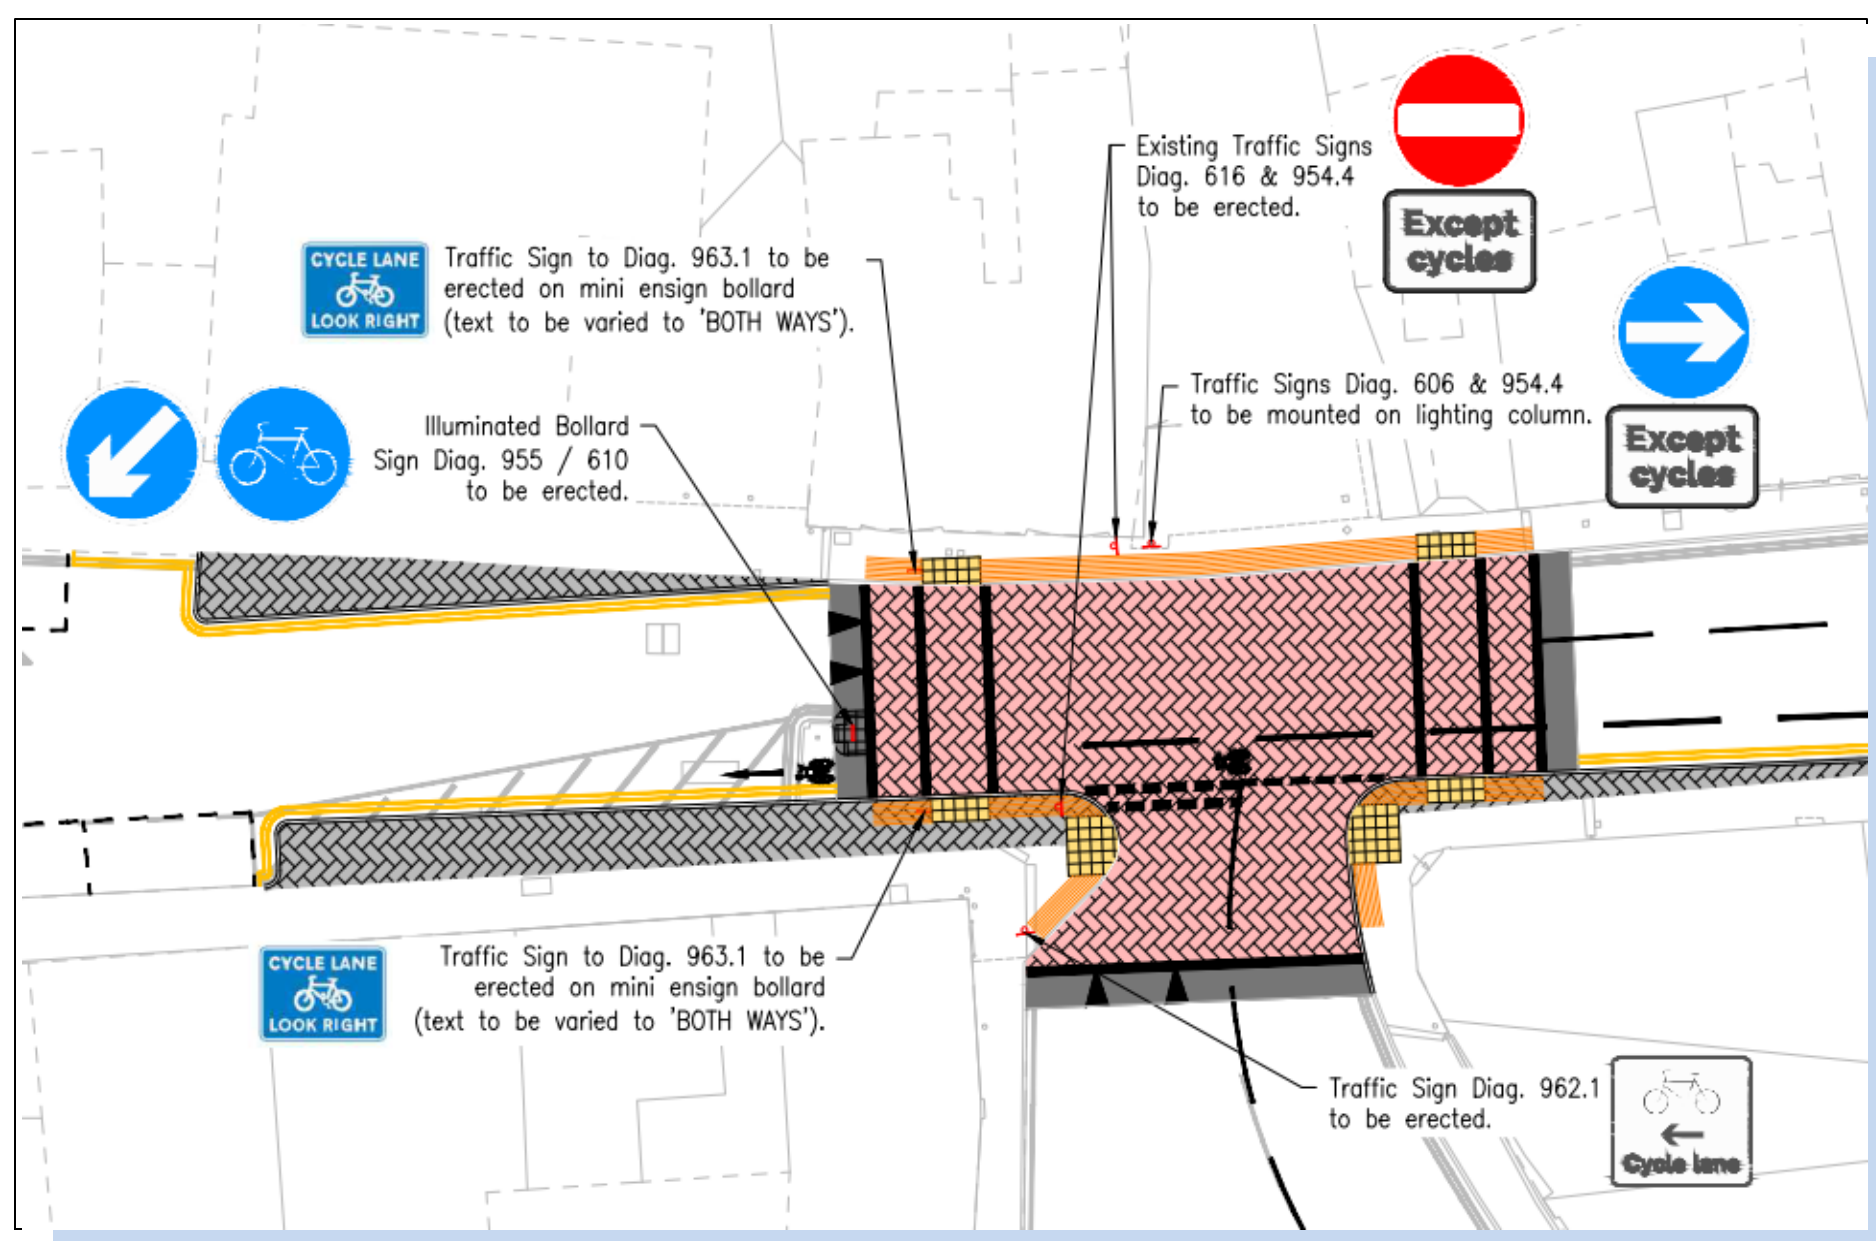 Existing Traffic Signs
Diag. 616 & 954.4
to be erected.
Except
cycles
CYCLE LANE
LOOK RIGHT
Traffic Sign to Diag. 963.1 to be
erected on mini ensign bollard
(text to be varied to 'BOTH WAYS').
Traffic Signs Diag. 606 & 954.4
to be mounted on lighting column.
Except
cycles
Illuminated Bollard
Sign Diag. 955 / 610
to be erected.
CYCLE LANE
LOOK RIGHT
Traffic Sign to Diag. 963.1 to be
erected on mini ensign bollard
(text to be varied to 'BOTH WAYS').
Traffic Sign Diag. 962.1
to be erected.
Cycle lane